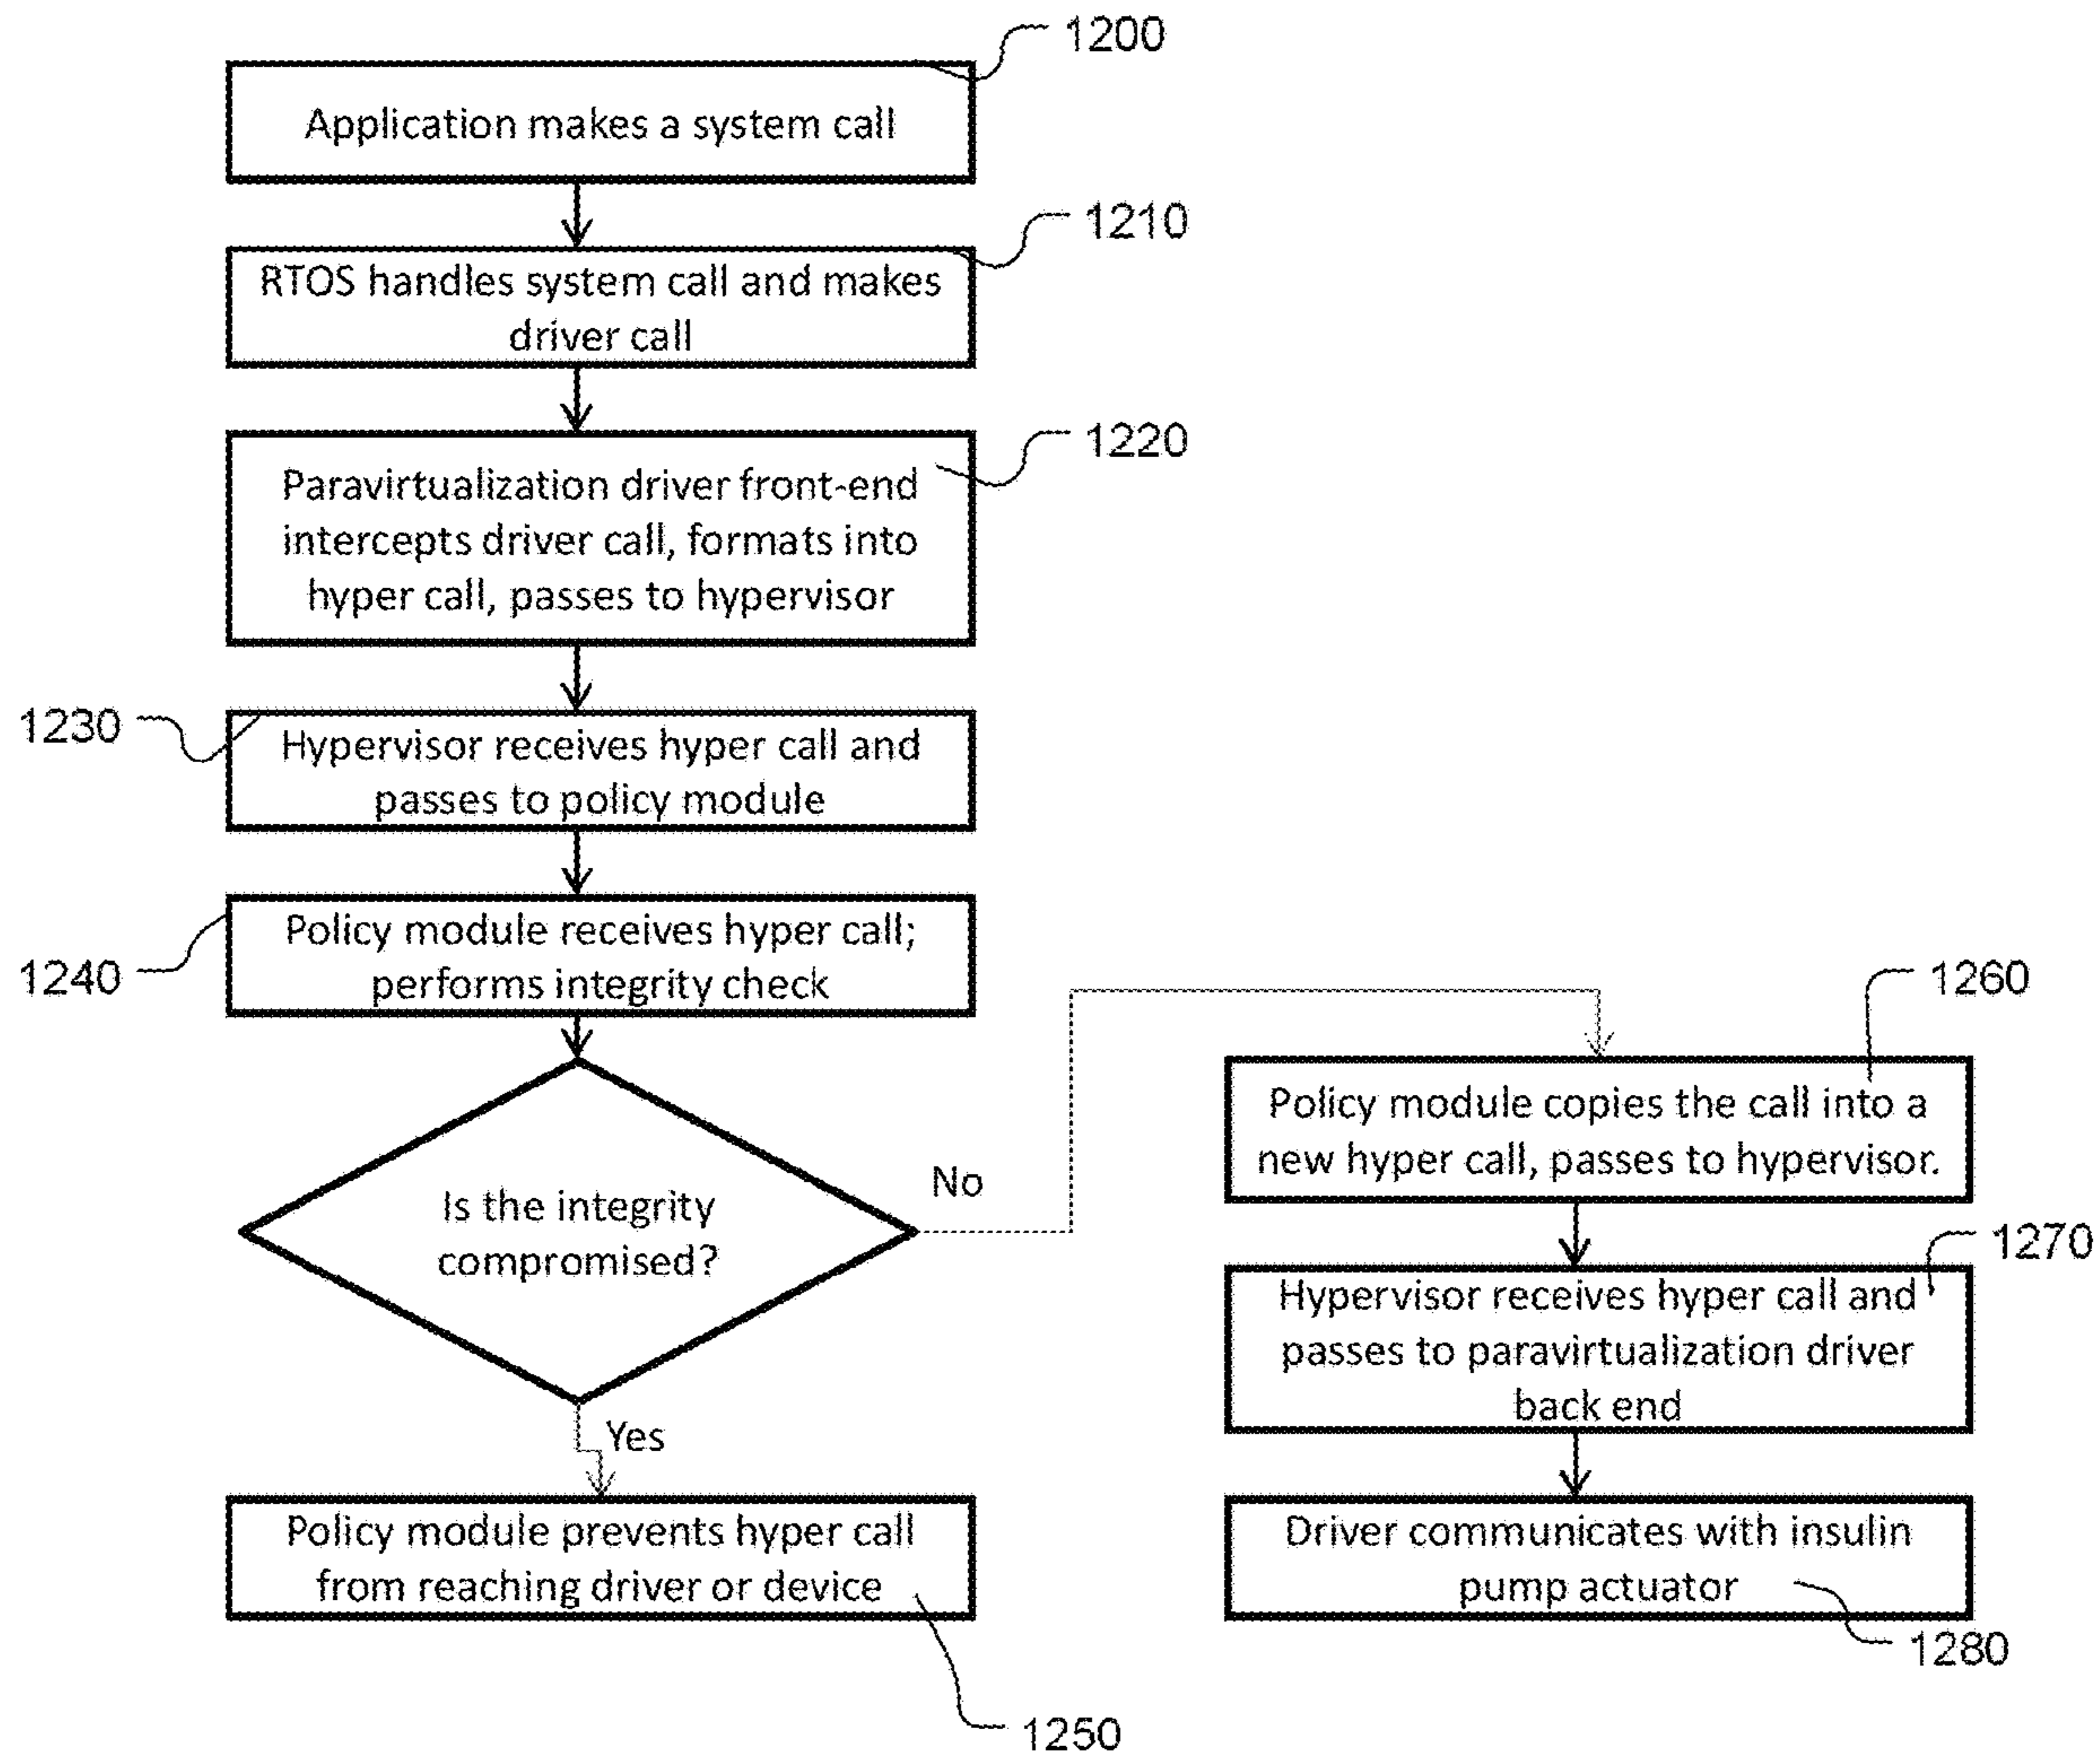 1200
Application makes a system call
1210
RTOS handles system call and makes
driver call
1220
Paravirtualization driver front-end
intercepts driver call, formats into
hyper call, passes to hypervisor
1230
Hypervisor receives hyper call and
passes to policy module
1240
Policy module receives hyper call;
performs integrity check
Is the integrity
compromised?
No
Yes
Policy module prevents hyper call
from reaching driver or device
1250
1260
Policy module copies the call into a
new hyper call, passes to hypervisor.
1270
Hypervisor receives hyper call and
passes to paravirtualization driver
back end
Driver communicates with insulin
pump actuator
1280